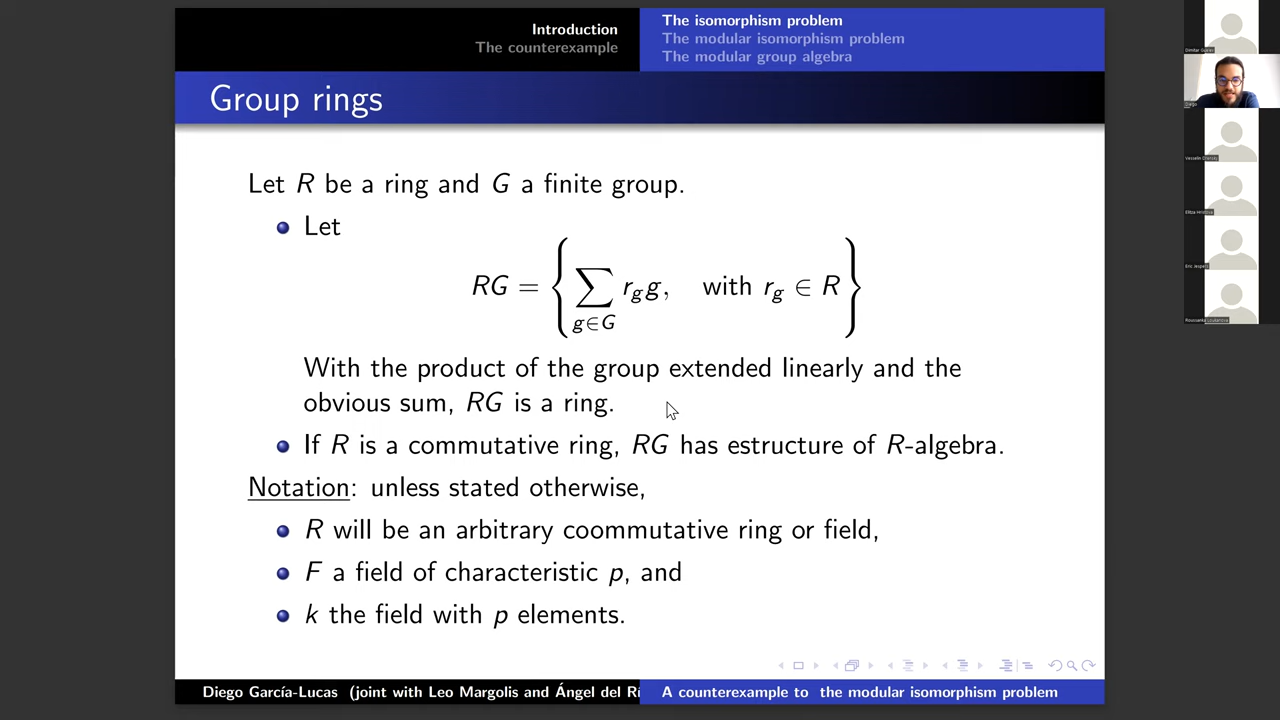 Introduction
The counterexample
The isomorphism problem
The modular isomorphism problem
The modular group algebra
Group rings
Let R be a ring and G a finite group.
Let
RG = { ∑_{g∈G} r_g g, with r_g ∈ R }
With the product of the group extended linearly and the
obvious sum, RG is a ring.
If R is a commutative ring, RG has estructure of R-algebra.
Notation: unless stated otherwise,
R will be an arbitrary coommutative ring or field,
F a field of characteristic p, and
k the field with p elements.
Diego García-Lucas (joint with Leo Margolis and Ángel del Rí
A counterexample to the modular isomorphism problem
Diego